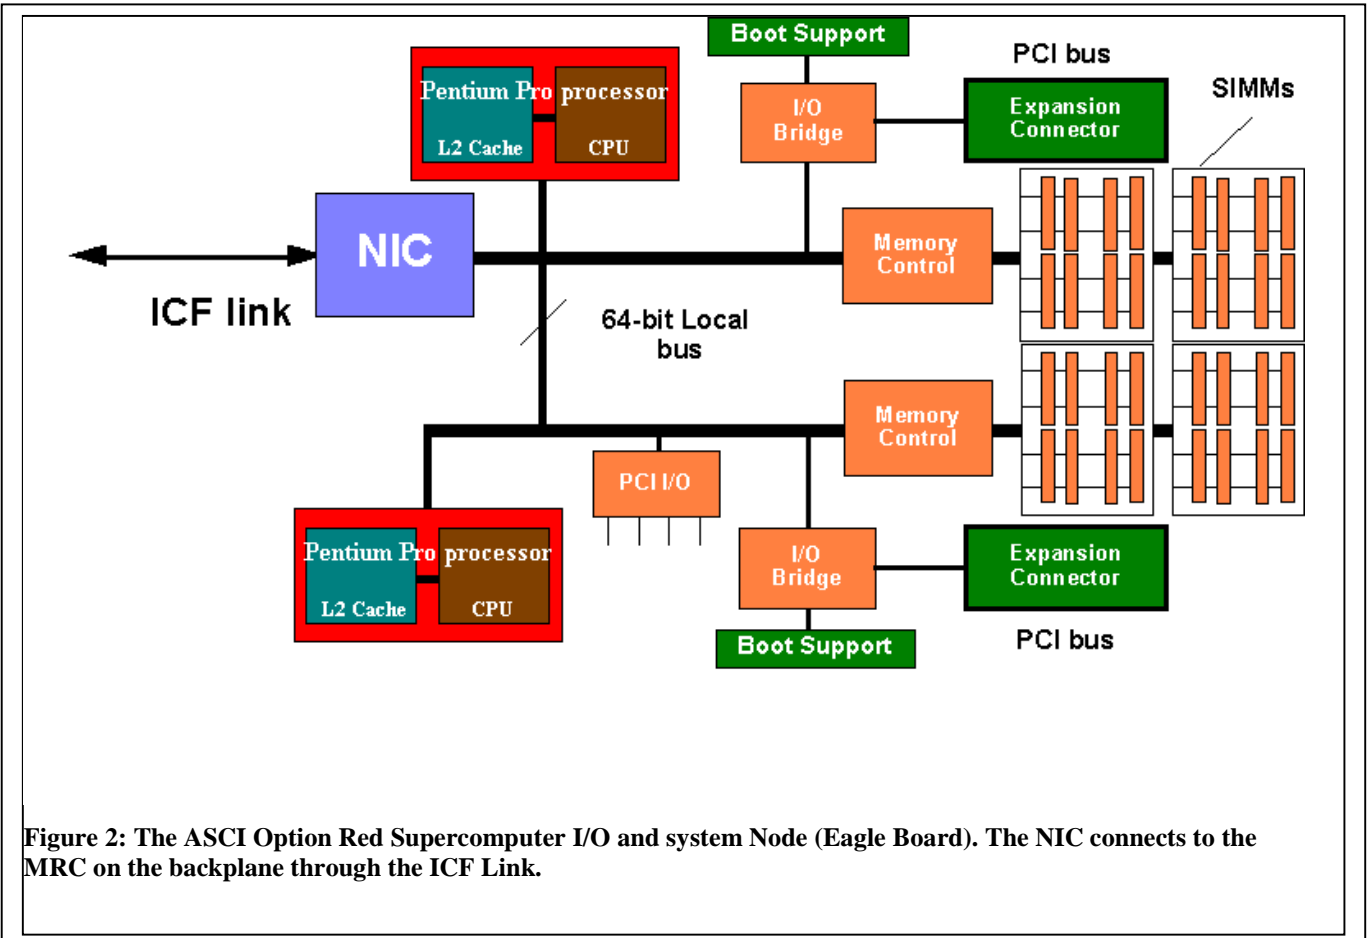 Boot Support
PCI bus
Pentium Pro processor
L2 Cache
CPU
I/O
Bridge
Expansion
Connector
SIMMs
NIC
Memory
Control
ICF link
64-bit Local
bus
Memory
Control
PCI I/O
Pentium Pro processor
L2 Cache
CPU
I/O
Bridge
Expansion
Connector
Boot Support
PCI bus
Figure 2: The ASCI Option Red Supercomputer I/O and system Node (Eagle Board). The NIC connects to the
MRC on the backplane through the ICF Link.